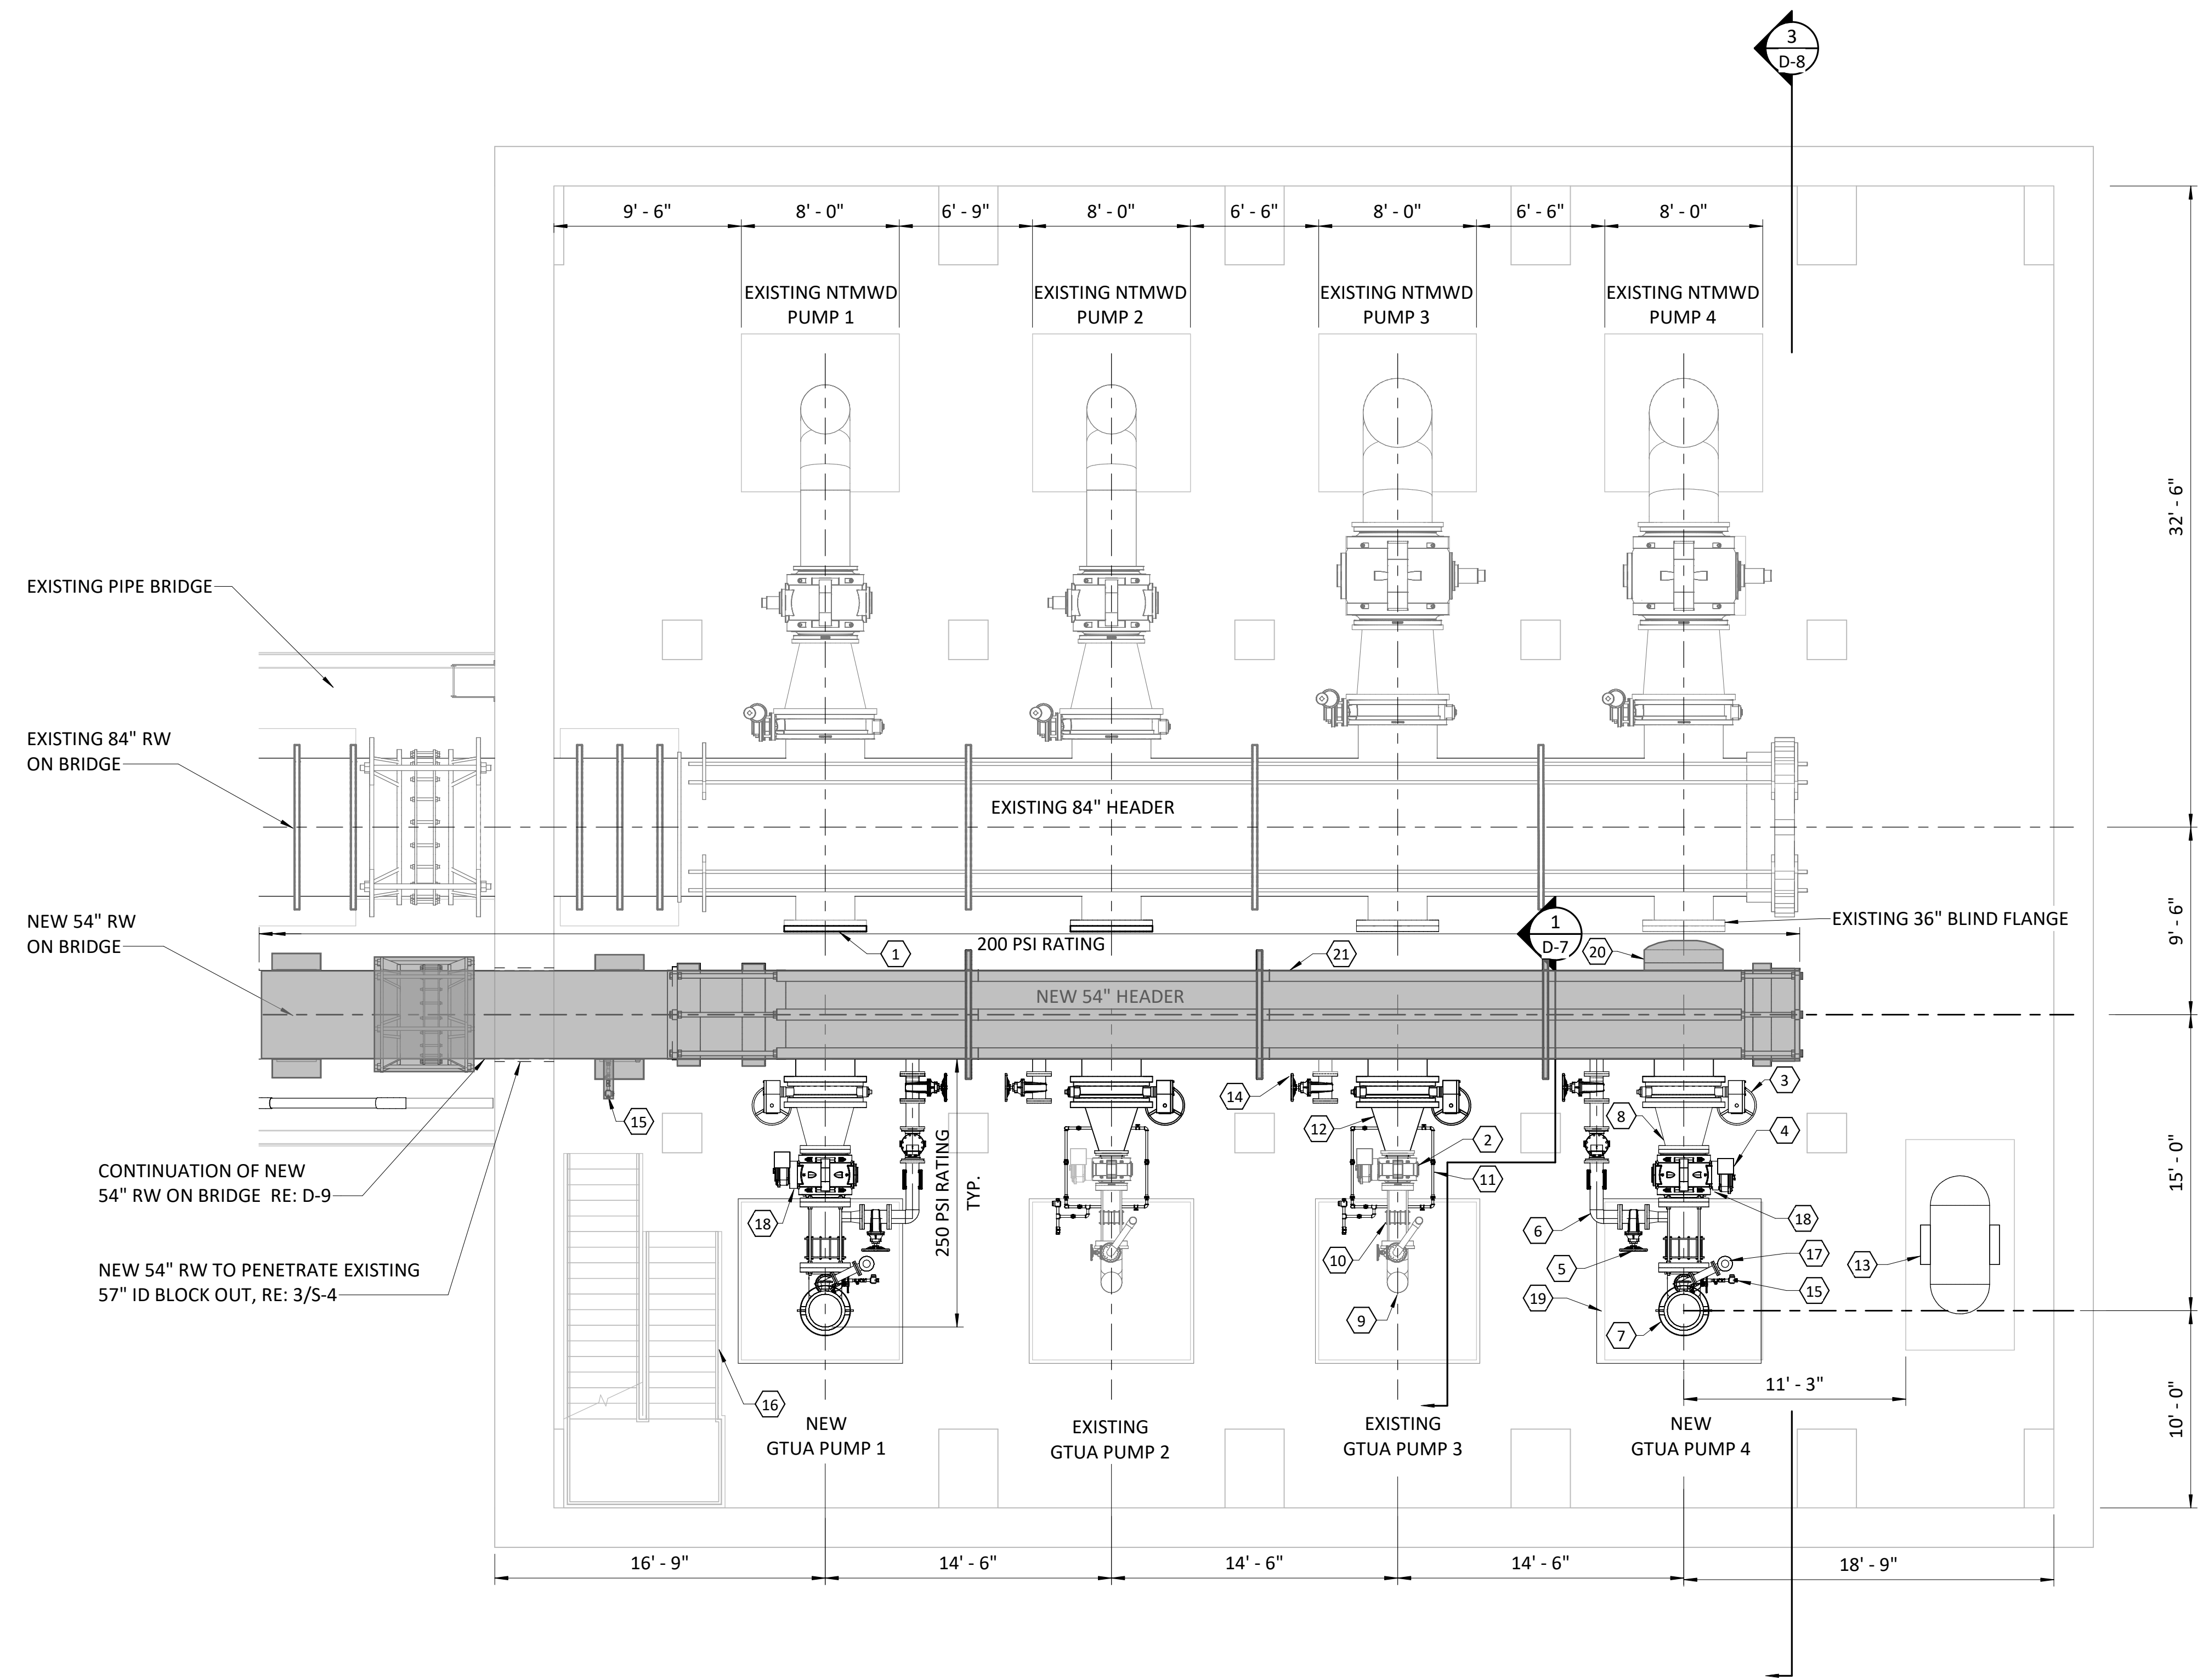 3
D-8
9' - 6"
8' - 0"
6' - 9"
8' - 0"
6' - 6"
8' - 0"
6' - 6"
8' - 0"
EXISTING NTMWD
PUMP 1
EXISTING NTMWD
PUMP 2
EXISTING NTMWD
PUMP 3
EXISTING NTMWD
PUMP 4
32' - 6"
EXISTING PIPE BRIDGE
EXISTING 84" RW
ON BRIDGE
EXISTING 84" HEADER
NEW 54" RW
ON BRIDGE
1
D-7
EXISTING 36" BLIND FLANGE
9' - 6"
200 PSI RATING
1
21
20
NEW 54" HEADER
14
3
15
12
8
4
2
11
CONTINUATION OF NEW
54" RW ON BRIDGE RE: D-9
250 PSI RATING
TYP.
15' - 0"
18
18
6
10
5
17
13
NEW 54" RW TO PENETRATE EXISTING
57" ID BLOCK OUT, RE: 3/S-4
15
19
9
7
16
11' - 3"
10' - 0"
NEW
GTUA PUMP 1
EXISTING
GTUA PUMP 2
EXISTING
GTUA PUMP 3
NEW
GTUA PUMP 4
16' - 9"
14' - 6"
14' - 6"
14' - 6"
18' - 9"